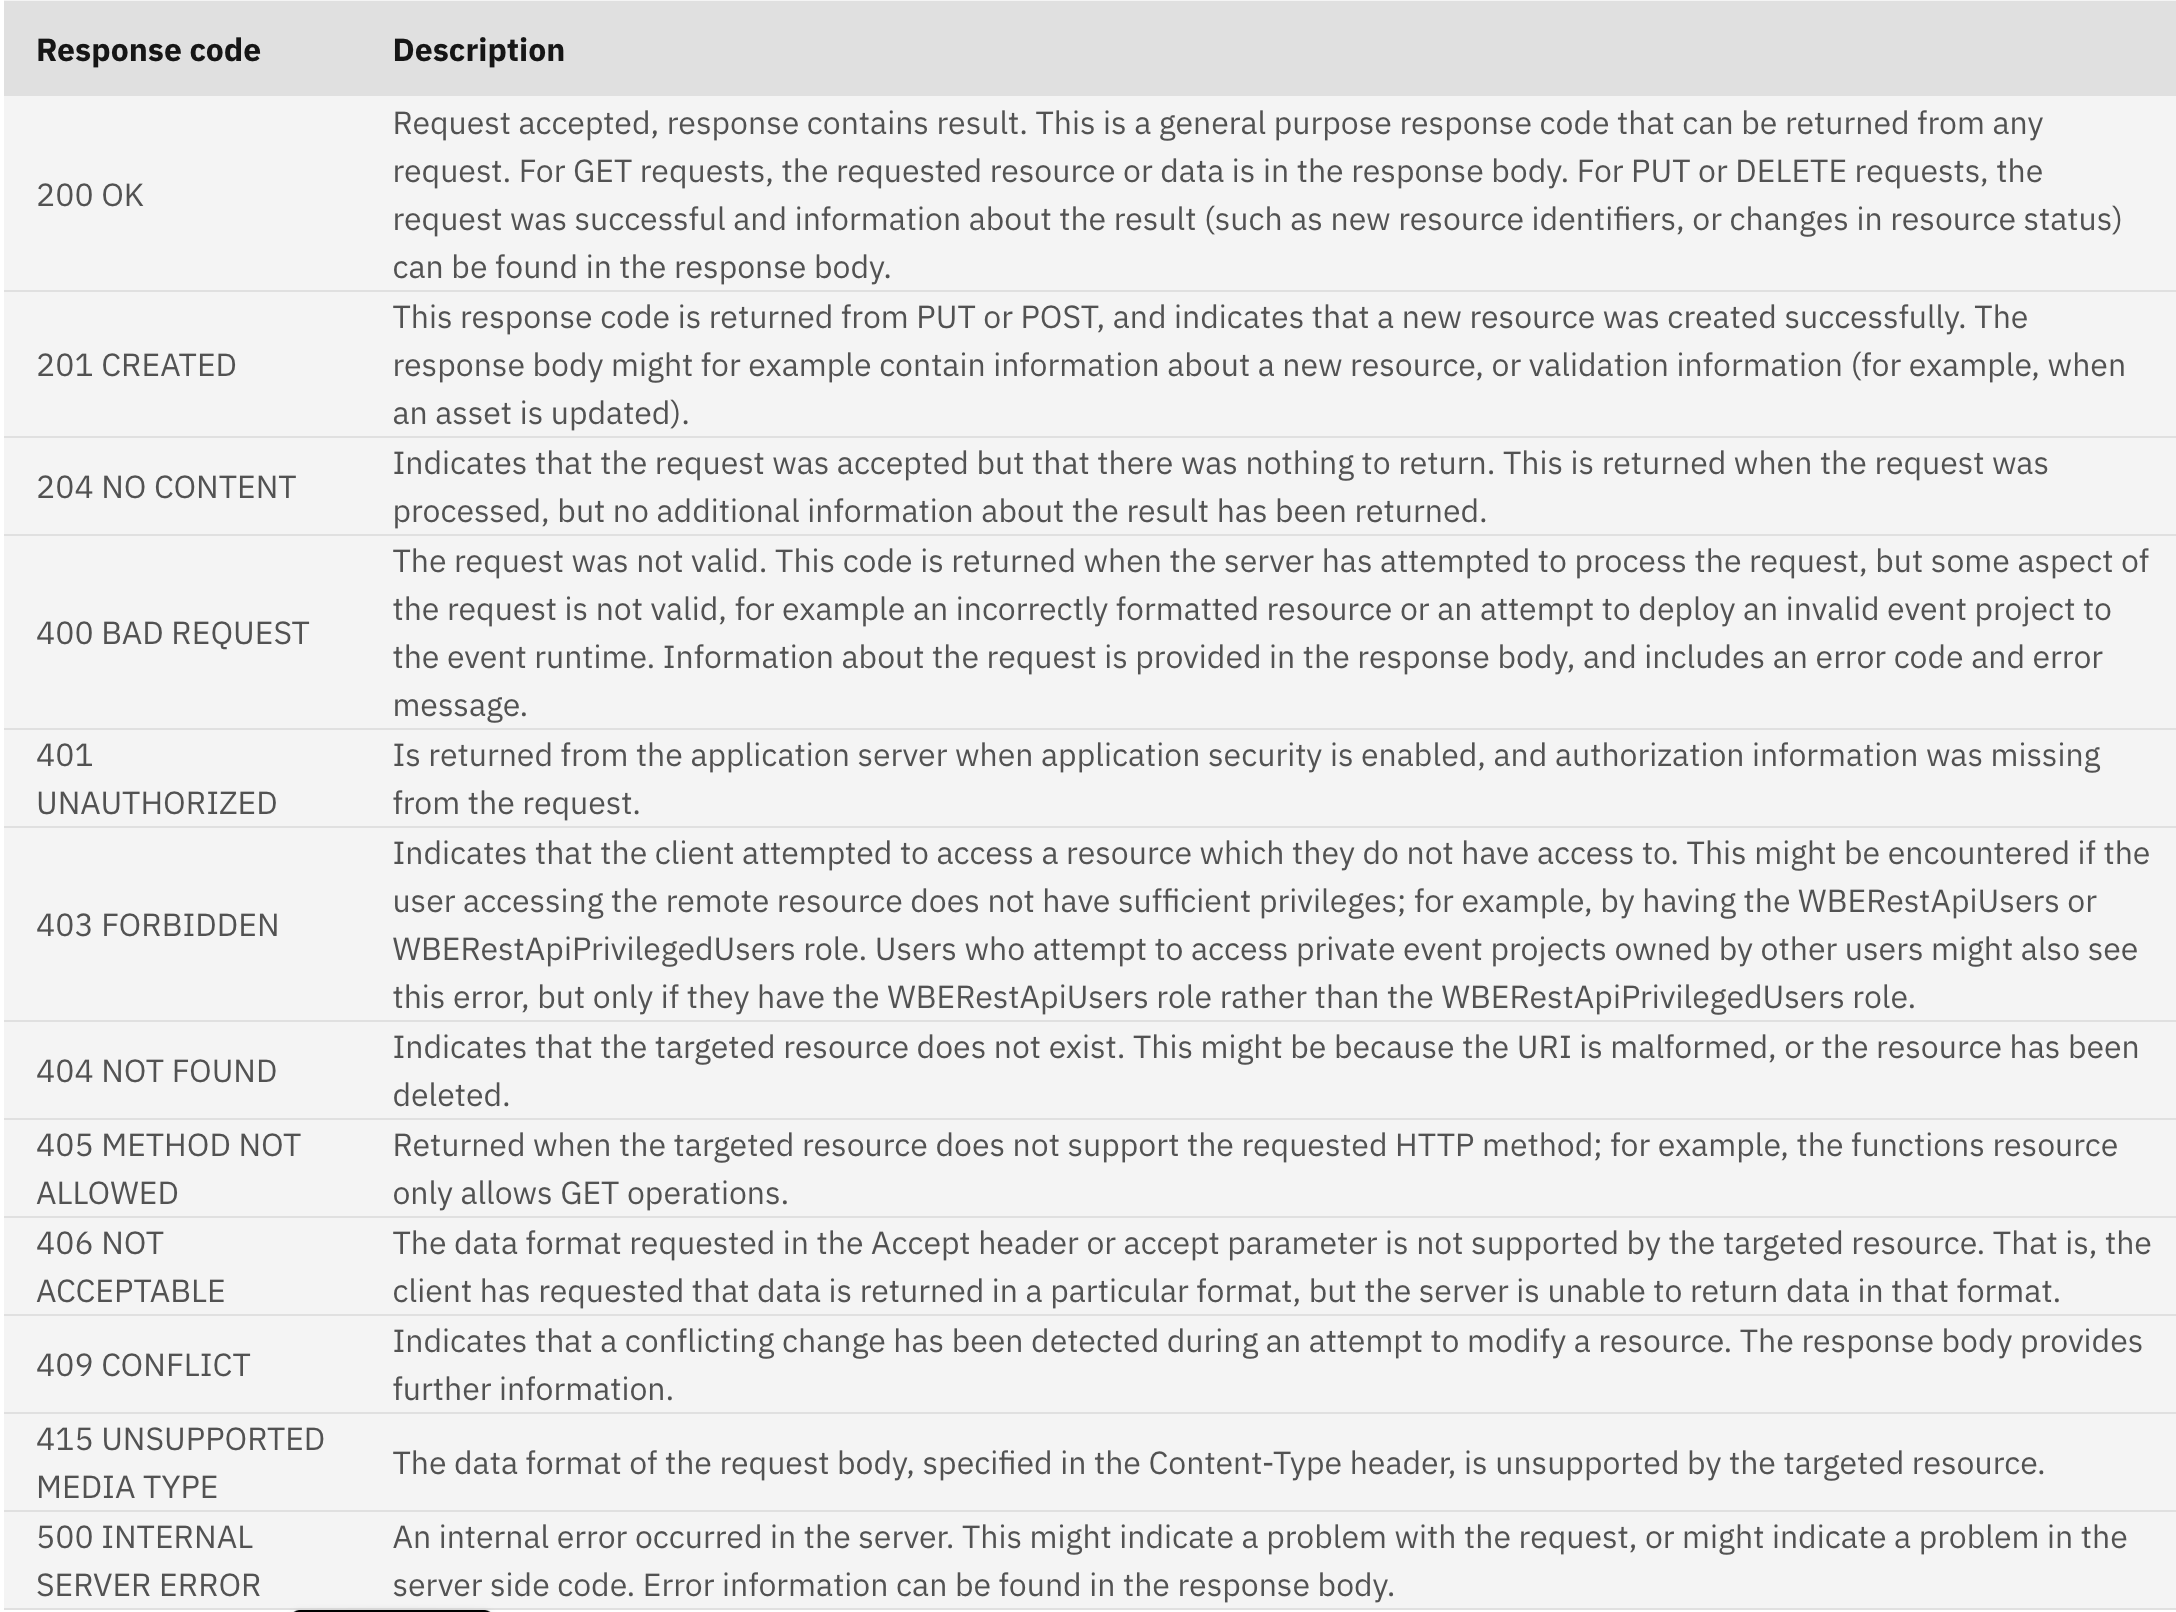 Response code Description
200 OK
Request accepted, response contains result. This is a general purpose response code that can be returned from any
request. For GET requests, the requested resource or data is in the response body. For PUT or DELETE requests, the
request was successful and information about the result (such as new resource identifiers, or changes in resource status)
can be found in the response body.
201 CREATED
This response code is returned from PUT or POST, and indicates that a new resource was created successfully. The
response body might for example contain information about a new resource, or validation information (for example, when
an asset is updated).
204 NO CONTENT
Indicates that the request was accepted but that there was nothing to return. This is returned when the request was
processed, but no additional information about the result has been returned.
400 BAD REQUEST
The request was not valid. This code is returned when the server has attempted to process the request, but some aspect of
the request is not valid, for example an incorrectly formatted resource or an attempt to deploy an invalid event project to
the event runtime. Information about the request is provided in the response body, and includes an error code and error
message.
401
UNAUTHORIZED
Is returned from the application server when application security is enabled, and authorization information was missing
from the request.
403 FORBIDDEN
Indicates that the client attempted to access a resource which they do not have access to. This might be encountered if the
user accessing the remote resource does not have sufficient privileges; for example, by having the WBERestApiUsers or
WBERestApiPrivilegedUsers role. Users who attempt to access private event projects owned by other users might also see
this error, but only if they have the WBERestApiUsers role rather than the WBERestApiPrivilegedUsers role.
404 NOT FOUND
Indicates that the targeted resource does not exist. This might be because the URI is malformed, or the resource has been
deleted.
405 METHOD NOT
ALLOWED
Returned when the targeted resource does not support the requested HTTP method; for example, the functions resource
only allows GET operations.
406 NOT
ACCEPTABLE
The data format requested in the Accept header or accept parameter is not supported by the targeted resource. That is, the
client has requested that data is returned in a particular format, but the server is unable to return data in that format.
409 CONFLICT
Indicates that a conflicting change has been detected during an attempt to modify a resource. The response body provides
further information.
415 UNSUPPORTED
MEDIA TYPE
The data format of the request body, specified in the Content-Type header, is unsupported by the targeted resource.
500 INTERNAL
SERVER ERROR
An internal error occurred in the server. This might indicate a problem with the request, or might indicate a problem in the
server side code. Error information can be found in the response body.